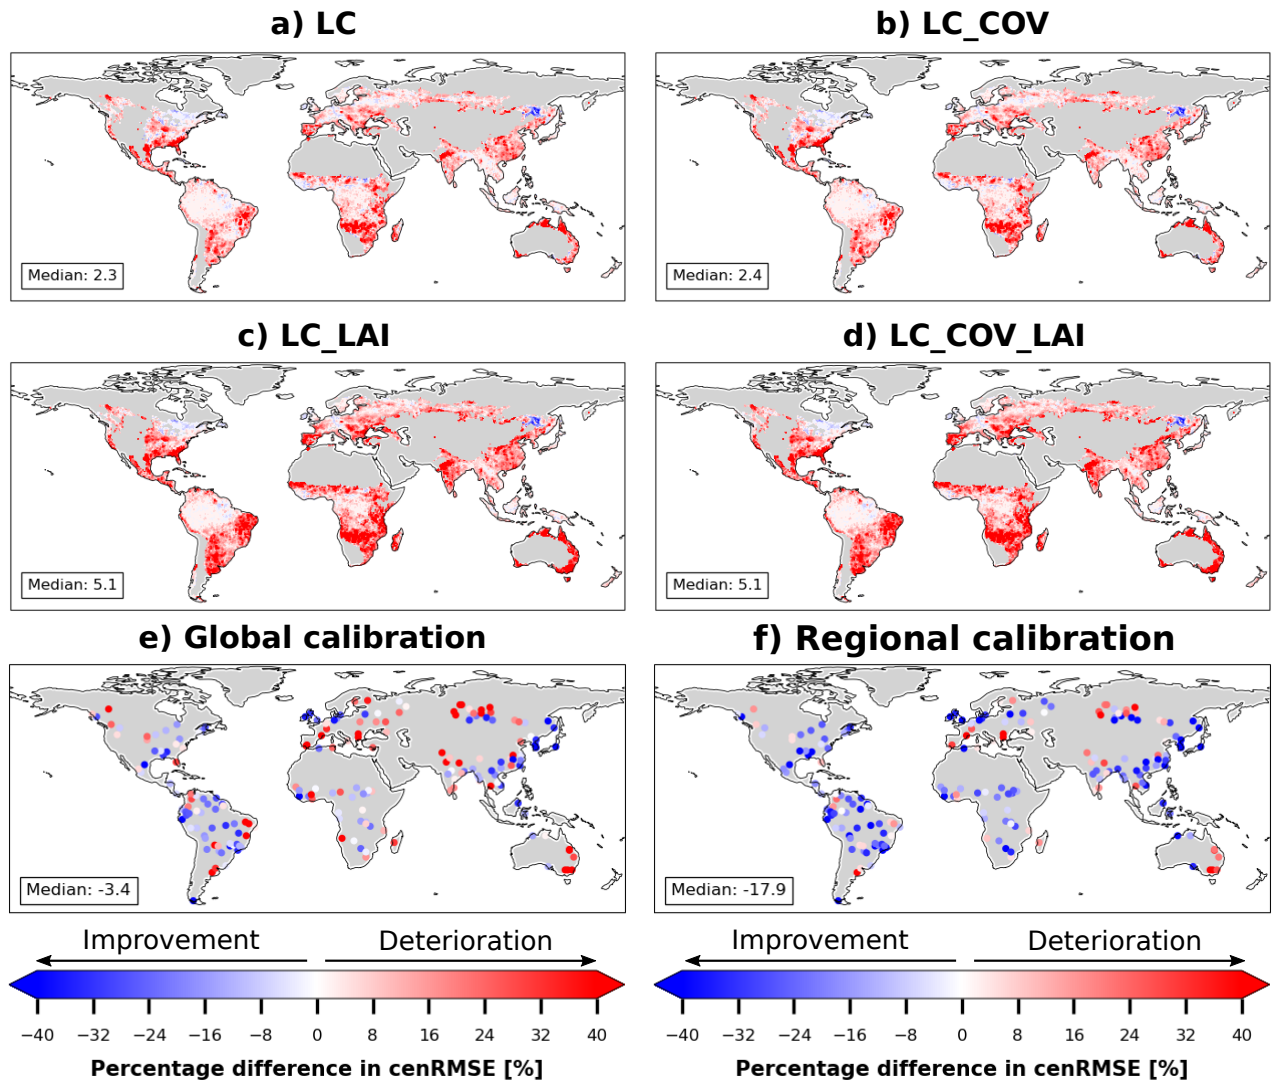 a) LC
b) LC_COV
Median: 2.3
Median: 2.4
c) LC_LAI
d) LC_COV_LAI
Median: 5.1
Median: 5.1
e) Global calibration
f) Regional calibration
Median: -3.4
Median: -17.9
Improvement Deterioration
Improvement Deterioration
−40 −32 −24 −16 −8 0 8 16 24 32 40
−40 −32 −24 −16 −8 0 8 16 24 32 40
Percentage difference in cenRMSE [%]
Percentage difference in cenRMSE [%]